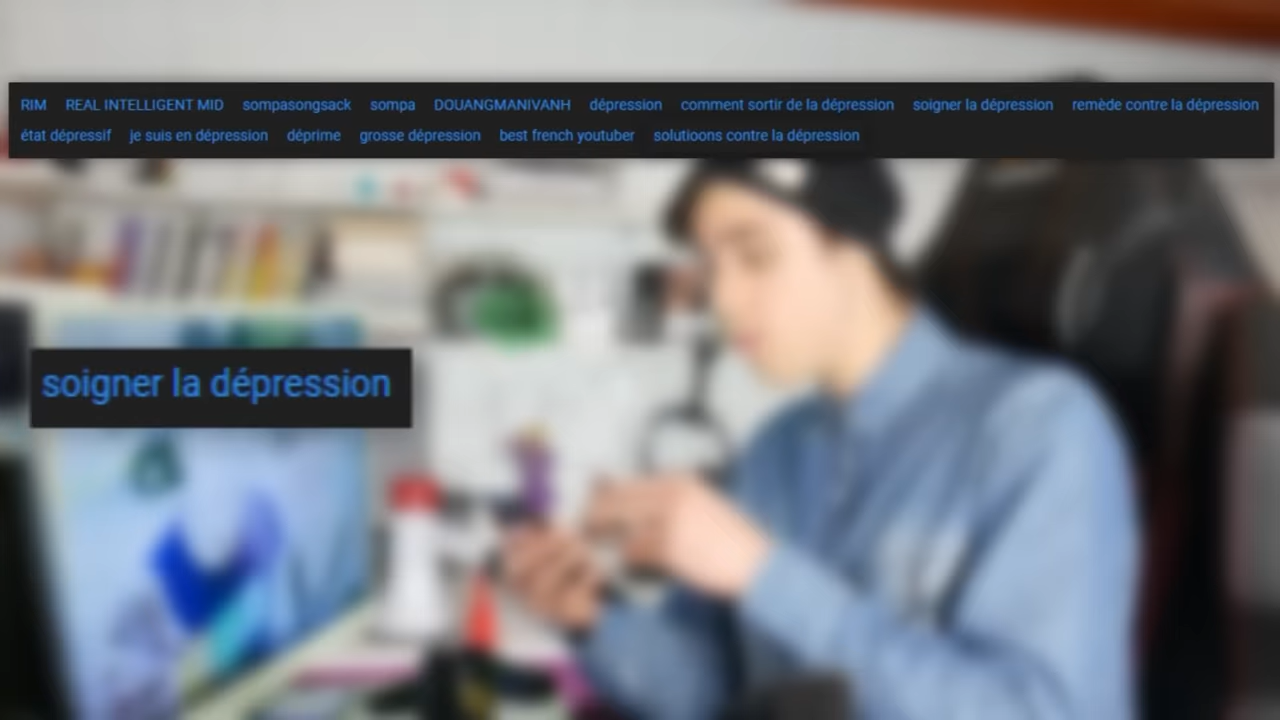 RIM REAL INTELLIGENT MID sompasongsack sompa DOUANGMANIVANH dépression comment sortir de la dépression soigner la dépression remède contre la dépression
état dépressif je suis en dépression déprime grosse dépression best french youtuber solutioons contre la dépression
soigner la dépression